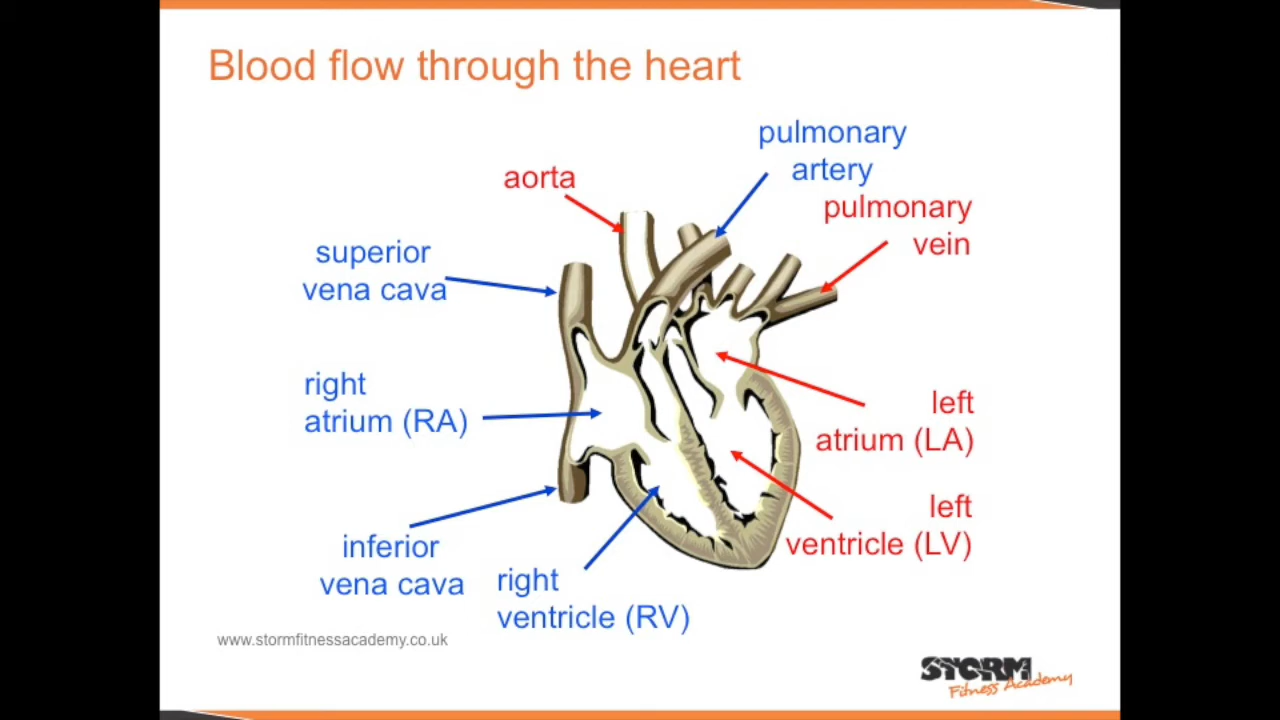 Blood flow through the heart
pulmonary
artery
aorta
pulmonary
vein
superior
vena cava
right
atrium (RA)
left
atrium (LA)
left
ventricle (LV)
inferior
vena cava
right
ventricle (RV)
www.stormfitnessacademy.co.uk
STORM
Fitness Academy